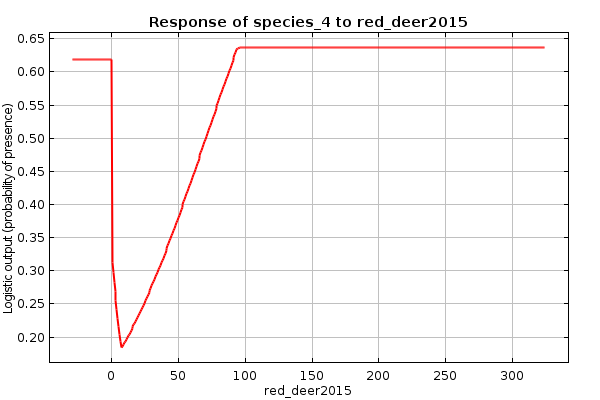 Response of species_4 to red_deer2015
Logistic output (probability of presence)
0.65
0.60
0.55
0.50
0.45
0.40
0.35
0.30
0.25
0.20
0 50 100 150 200 250 300
red_deer2015